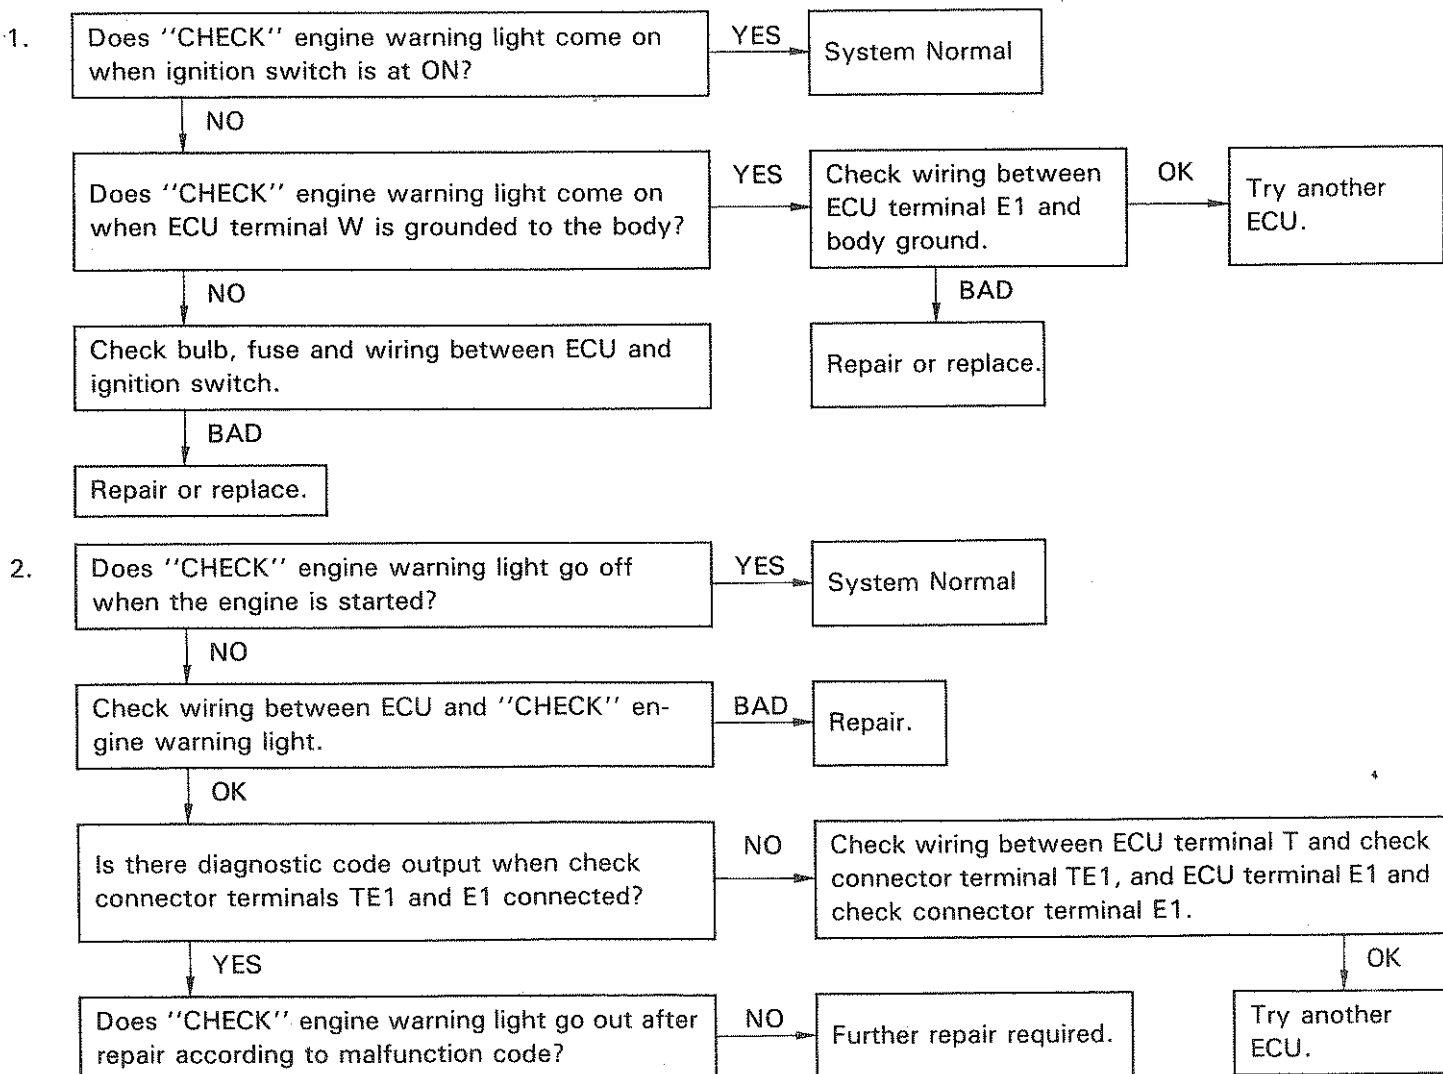 1.
Does ''CHECK'' engine warning light come on
when ignition switch is at ON?
YES
System Normal
NO
Does ''CHECK'' engine warning light come on
when ECU terminal W is grounded to the body?
YES
Check wiring between
ECU terminal E1 and
body ground.
OK
Try another
ECU.
NO
BAD
Check bulb, fuse and wiring between ECU and
ignition switch.
Repair or replace.
BAD
Repair or replace.
2.
Does ''CHECK'' engine warning light go off
when the engine is started?
YES
System Normal
NO
Check wiring between ECU and ''CHECK'' en-
gine warning light.
BAD
Repair.
OK
Is there diagnostic code output when check
connector terminals TE1 and E1 connected?
NO
Check wiring between ECU terminal T and check
connector terminal TE1, and ECU terminal E1 and
check connector terminal E1.
YES
OK
Does ''CHECK'' engine warning light go out after
repair according to malfunction code?
NO
Further repair required.
Try another
ECU.